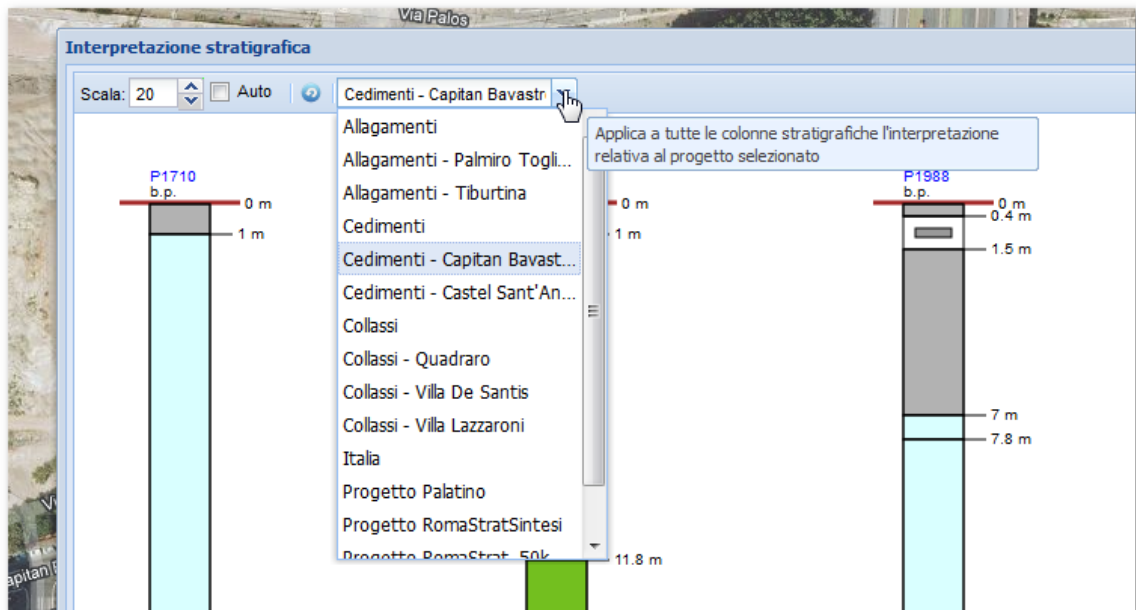 Via Palos
Interpretazione stratigrafica
Scala: 20 Auto Cedimenti - Capitan Bavastr
Applica a tutte le colonne stratigrafiche l'interpretazione
relativa al progetto selezionato
Allagamenti
Allagamenti - Palmiro Togli...
Allagamenti - Tiburtina
Cedimenti
Cedimenti - Capitan Bavast...
Cedimenti - Castel Sant'An...
Collassi
Collassi - Quadraro
Collassi - Villa De Santis
Collassi - Villa Lazzaroni
Italia
Progetto Palatino
Progetto RomaStratSintesi
Progetto RomaStrat_50k
P1710
b.p.
0 m
1 m
0 m
1 m
11.8 m
P1988
b.p.
0 m
0.4 m
1.5 m
7 m
7.8 m